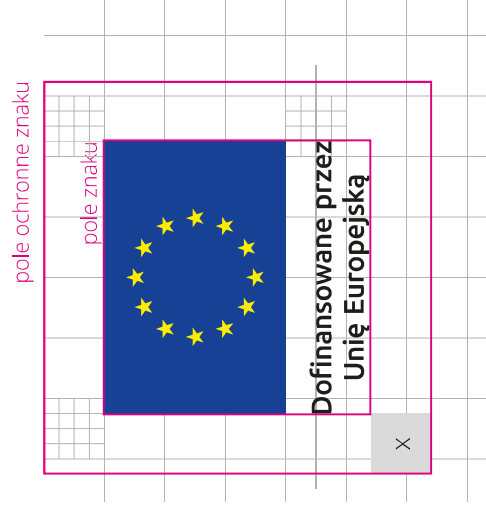 pole ochronne znaku
pole znaku
Dofinansowane przez
Unię Europejską
X